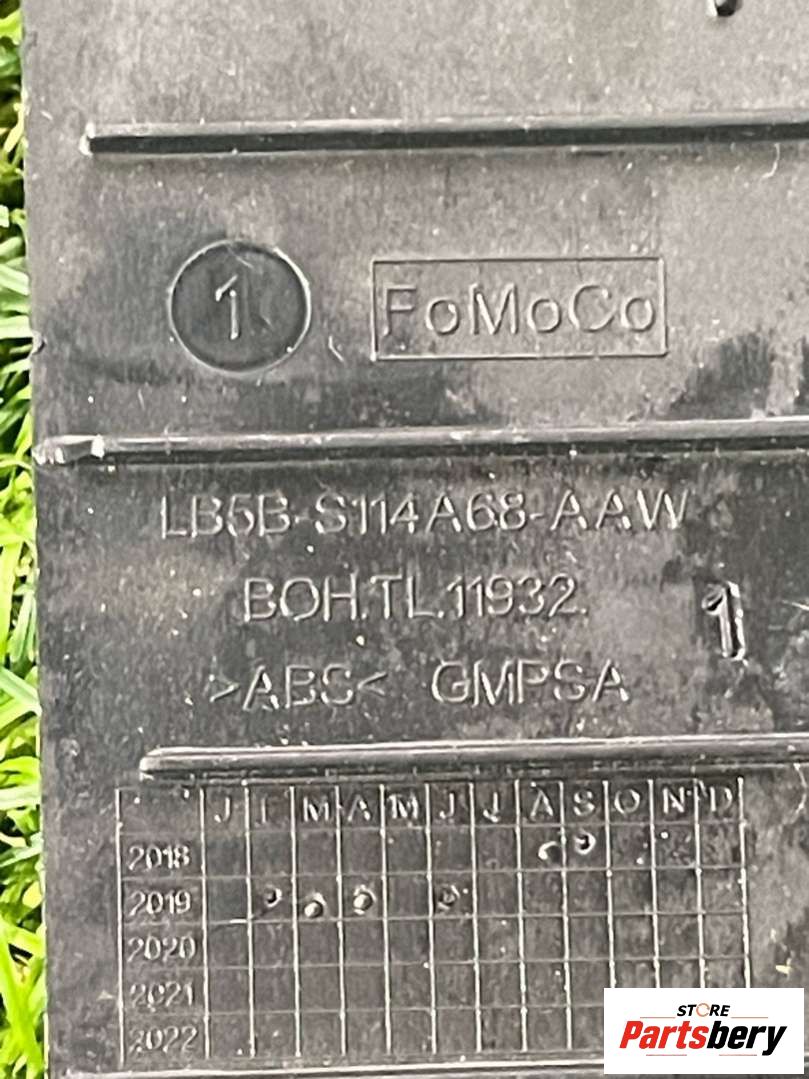 1
FoMoCo
LB5B-S114A68-AAW
BOH.TL.11932.
1
>ABS< GMPSA
J F M A M J J A S O N D
2018
2019
2020
2021
2022
STORE
Partsbery